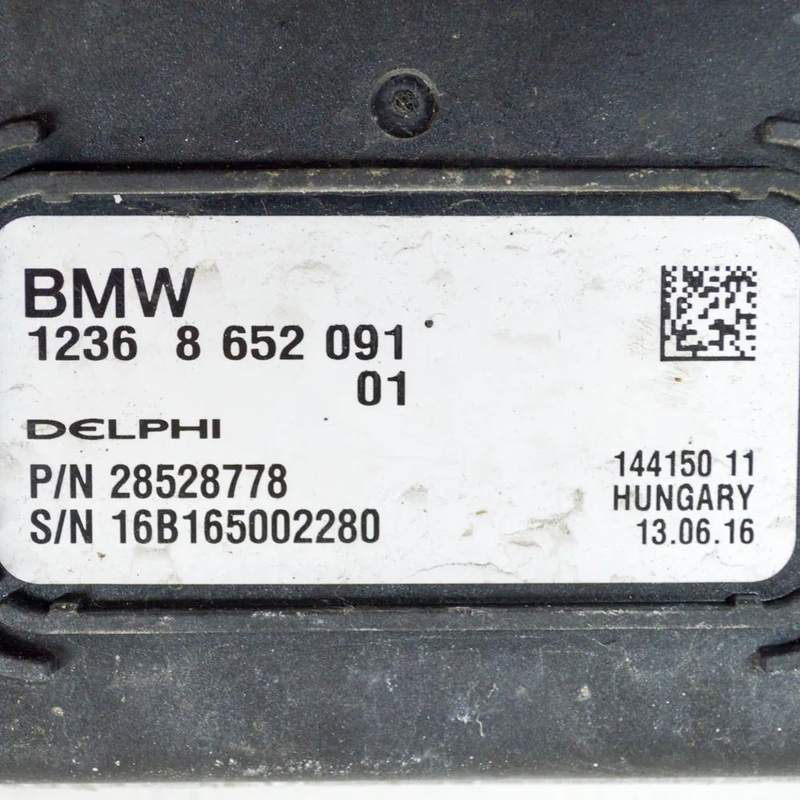 BMW
1236 8 652 091
01
DELPHI
P/N 28528778
S/N 16B165002280
144150 11
HUNGARY
13.06.16